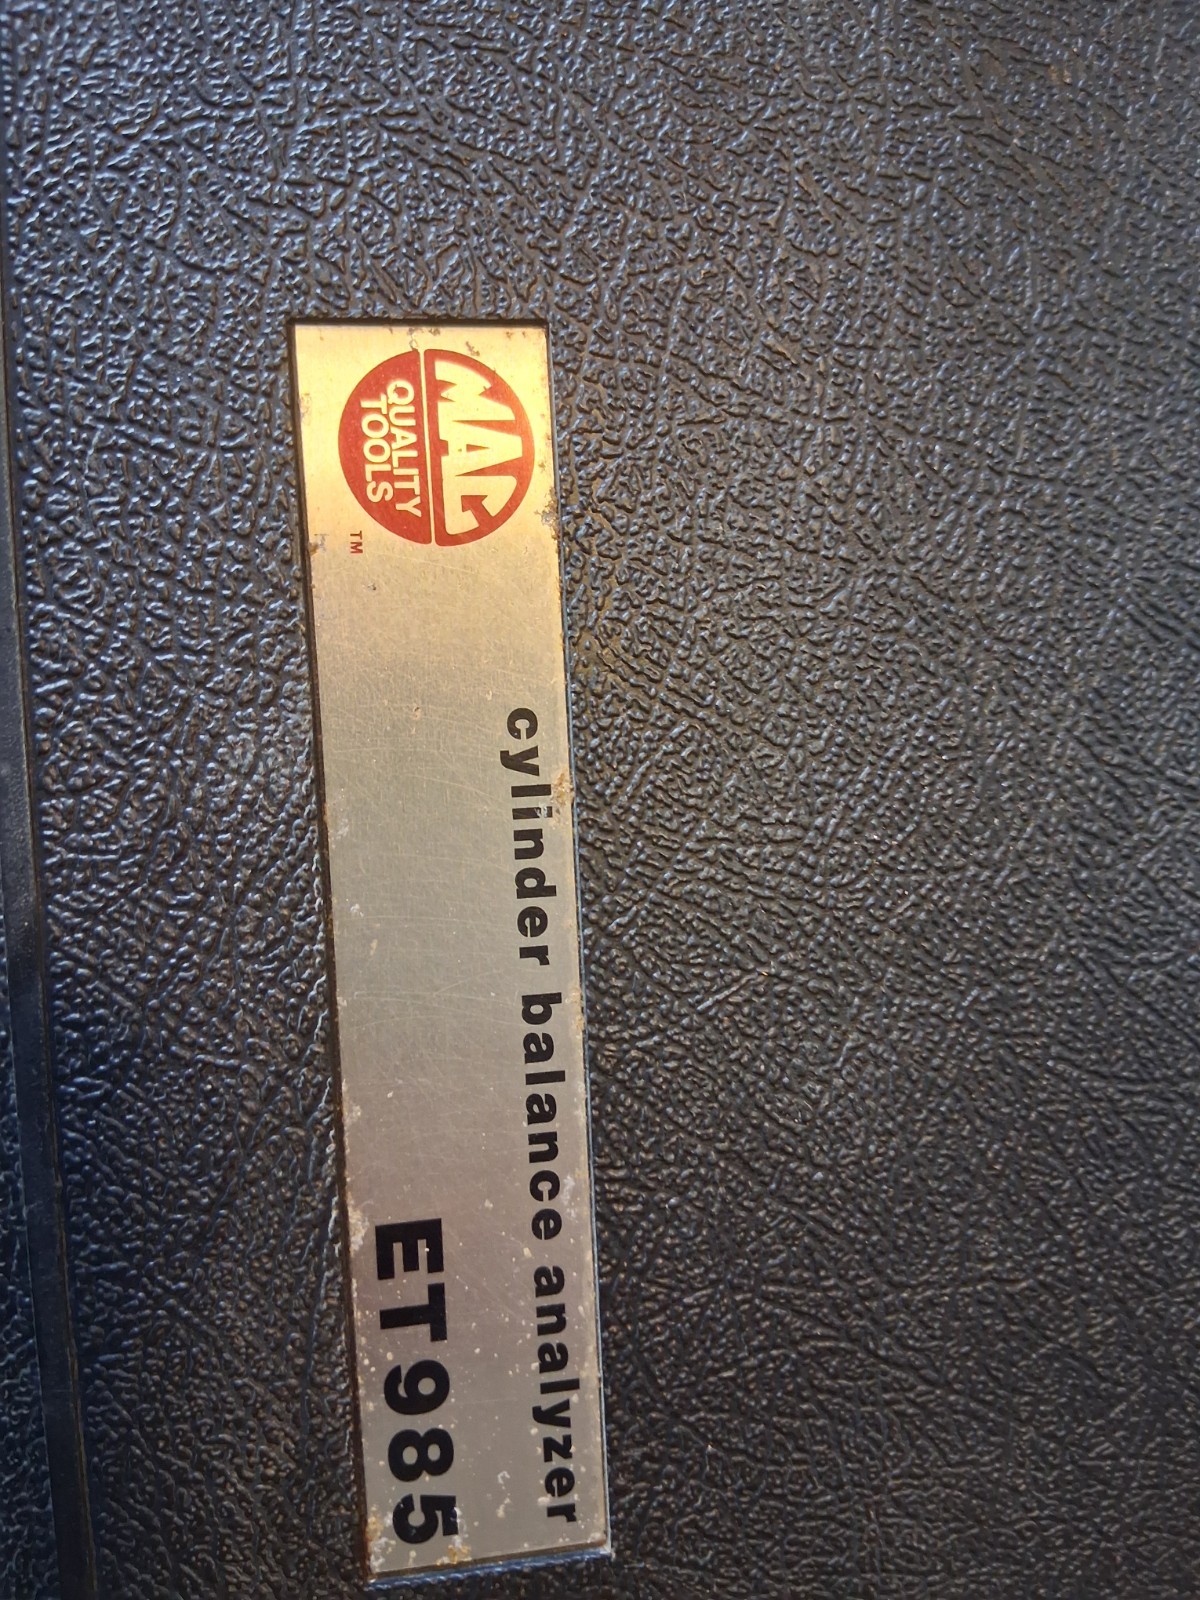 MAC
QUALITY
TOOLS
TM
cylinder balance analyzer
ET985